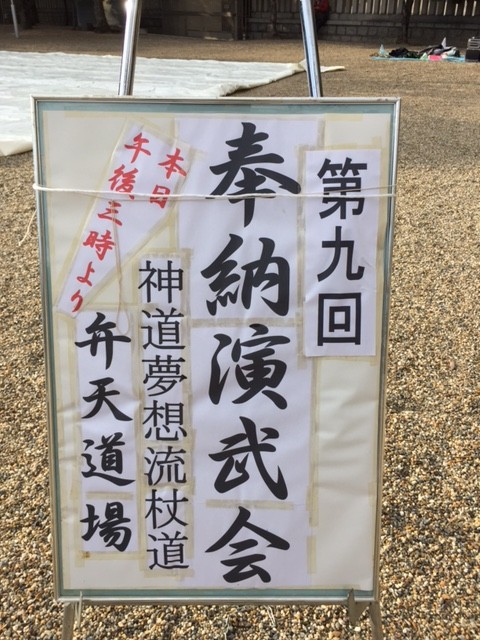 第九回
奉納演武会
神道夢想流杖道
弁天道場
本日
午後三時より